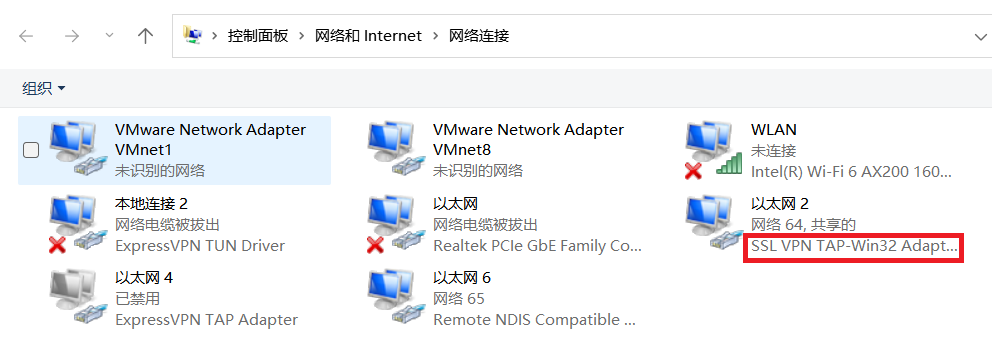 控制面板 > 网络和 Internet > 网络连接
组织
VMware Network Adapter
VMnet1
未识别的网络
VMware Network Adapter
VMnet8
未识别的网络
WLAN
未连接
Intel(R) Wi-Fi 6 AX200 160...
本地连接 2
网络电缆被拔出
ExpressVPN TUN Driver
以太网
网络电缆被拔出
Realtek PCIe GbE Family Co...
以太网 2
网络 64, 共享的
SSL VPN TAP-Win32 Adapt...
以太网 4
已禁用
ExpressVPN TAP Adapter
以太网 6
网络 65
Remote NDIS Compatible ...